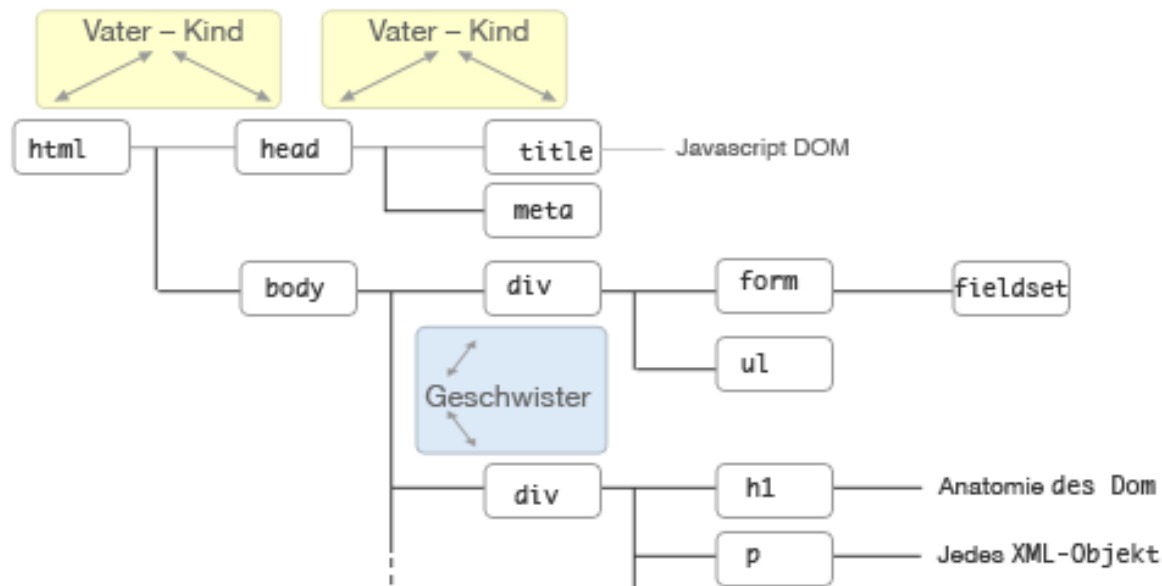 Vater – Kind
Vater – Kind
html
head
title
Javascript DOM
meta
body
div
form
fieldset
ul
Geschwister
div
h1
Anatomie des Dom
p
Jedes XML-Objekt